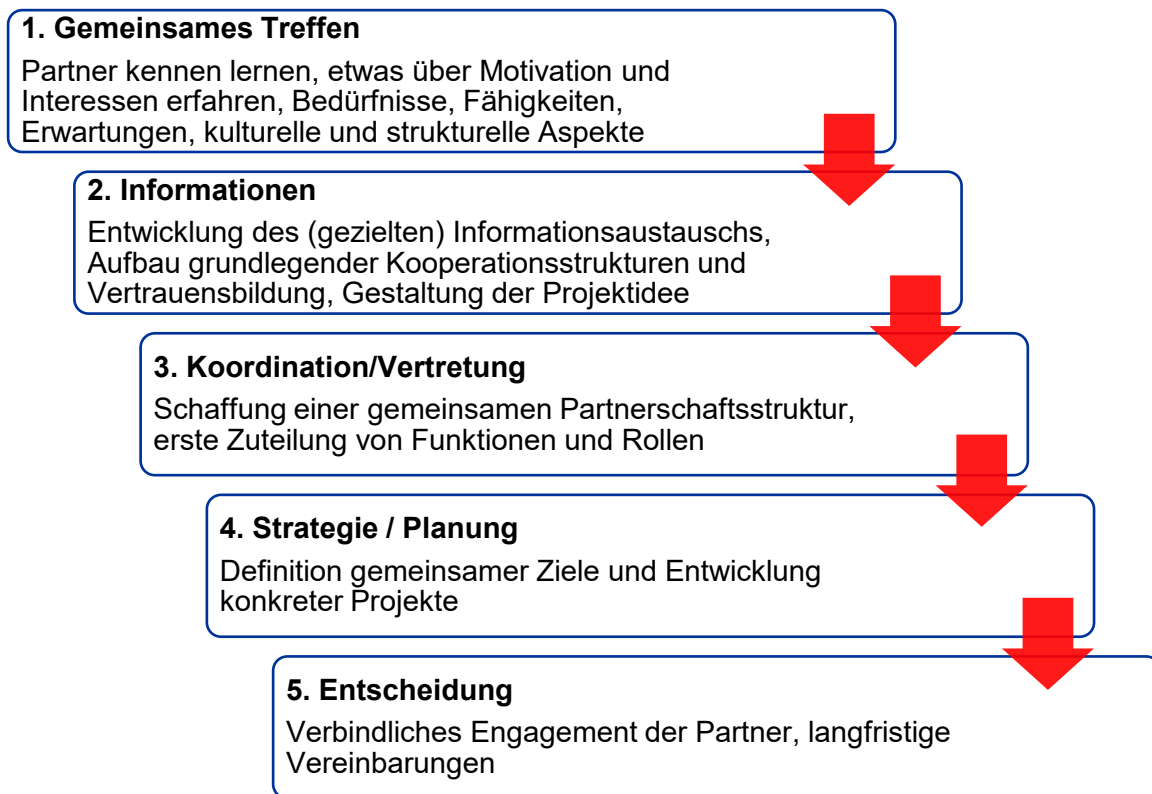 1. Gemeinsames Treffen
Partner kennen lernen, etwas über Motivation und
Interessen erfahren, Bedürfnisse, Fähigkeiten,
Erwartungen, kulturelle und strukturelle Aspekte
2. Informationen
Entwicklung des (gezielten) Informationsaustauschs,
Aufbau grundlegender Kooperationsstrukturen und
Vertrauensbildung, Gestaltung der Projektidee
3. Koordination/Vertretung
Schaffung einer gemeinsamen Partnerschaftsstruktur,
erste Zuteilung von Funktionen und Rollen
4. Strategie / Planung
Definition gemeinsamer Ziele und Entwicklung
konkreter Projekte
5. Entscheidung
Verbindliches Engagement der Partner, langfristige
Vereinbarungen